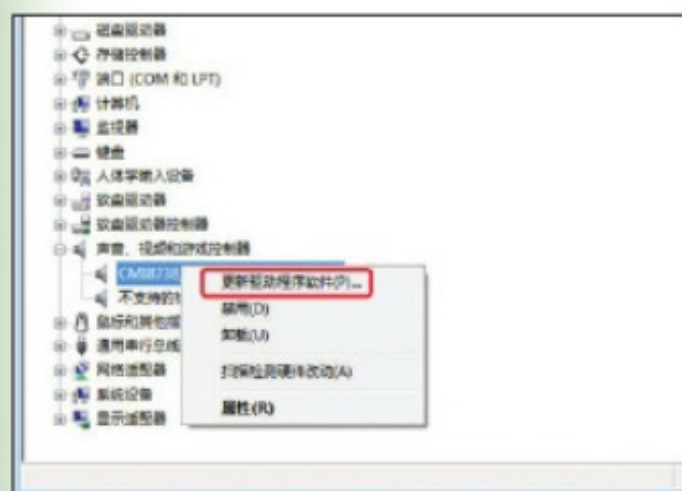 磁盘驱动器
存储控制器
端口 (COM 和 LPT)
计算机
监视器
键盘
人体学输入设备
软盘驱动器
软盘驱动器控制器
声音、视频和游戏控制器
CMI8738
不支持的
鼠标和其他
通用串行总线
网络适配器
系统设备
显示适配器
更新驱动程序软件(P)...
禁用(D)
卸载(U)
扫描检测硬件改动(A)
属性(R)